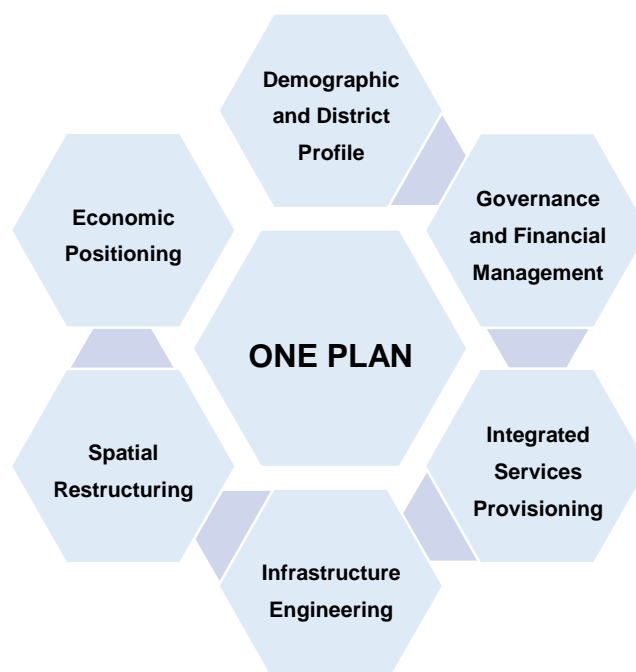 Demographic
and District
Profile
Governance
and Financial
Management
Integrated
Services
Provisioning
Infrastructure
Engineering
Spatial
Restructuring
Economic
Positioning
ONE PLAN